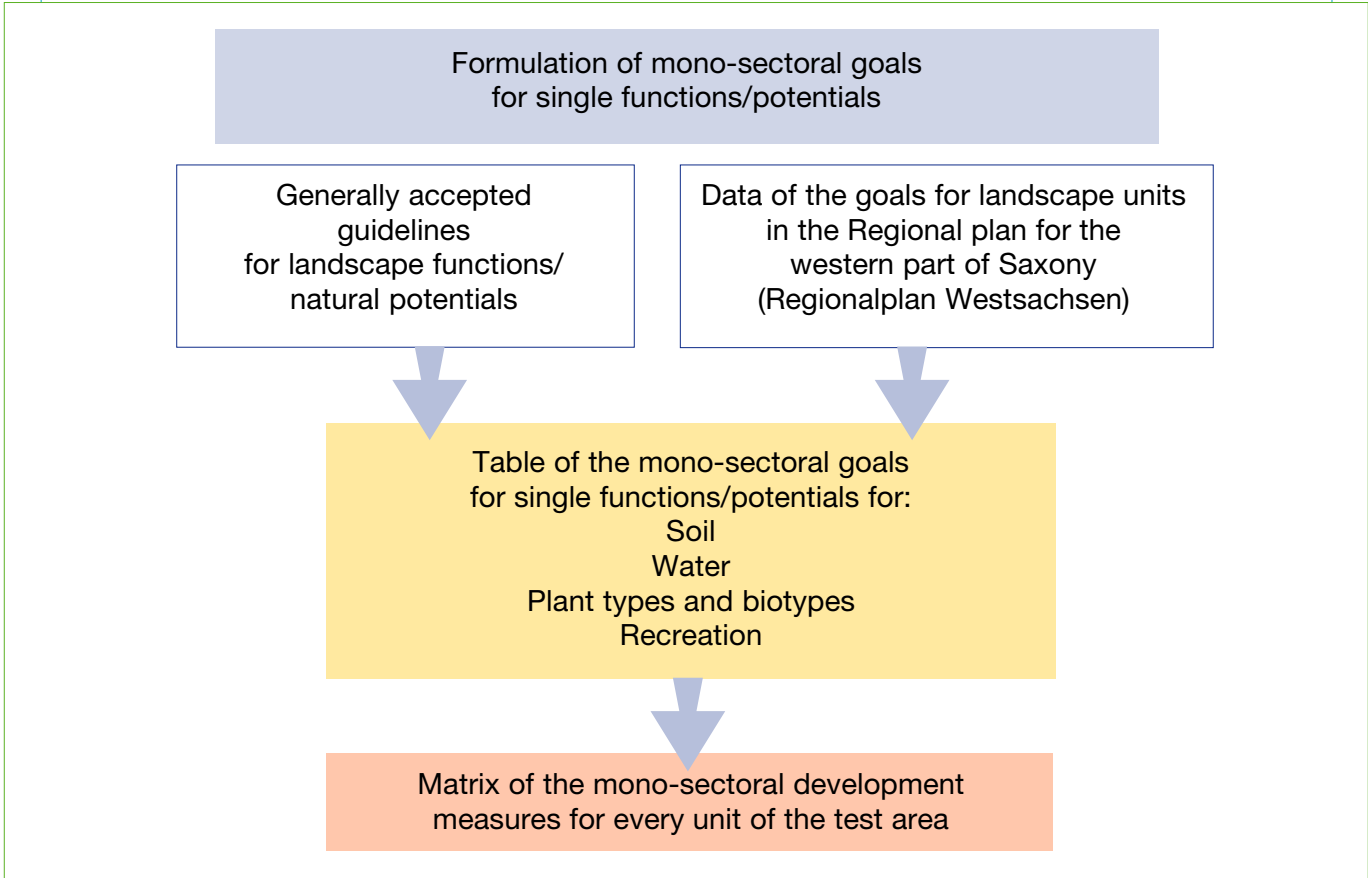 Formulation of mono-sectoral goals
for single functions/potentials
Generally accepted
guidelines
for landscape functions/
natural potentials
Data of the goals for landscape units
in the Regional plan for the
western part of Saxony
(Regionalplan Westsachsen)
Table of the mono-sectoral goals
for single functions/potentials for:
Soil
Water
Plant types and biotypes
Recreation
Matrix of the mono-sectoral development
measures for every unit of the test area